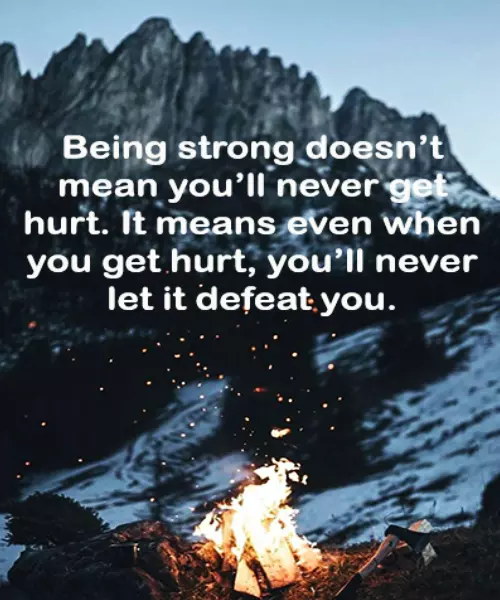 Being strong doesn’t
mean you’ll never get
hurt. It means even when
you get hurt, you’ll never
let it defeat you.